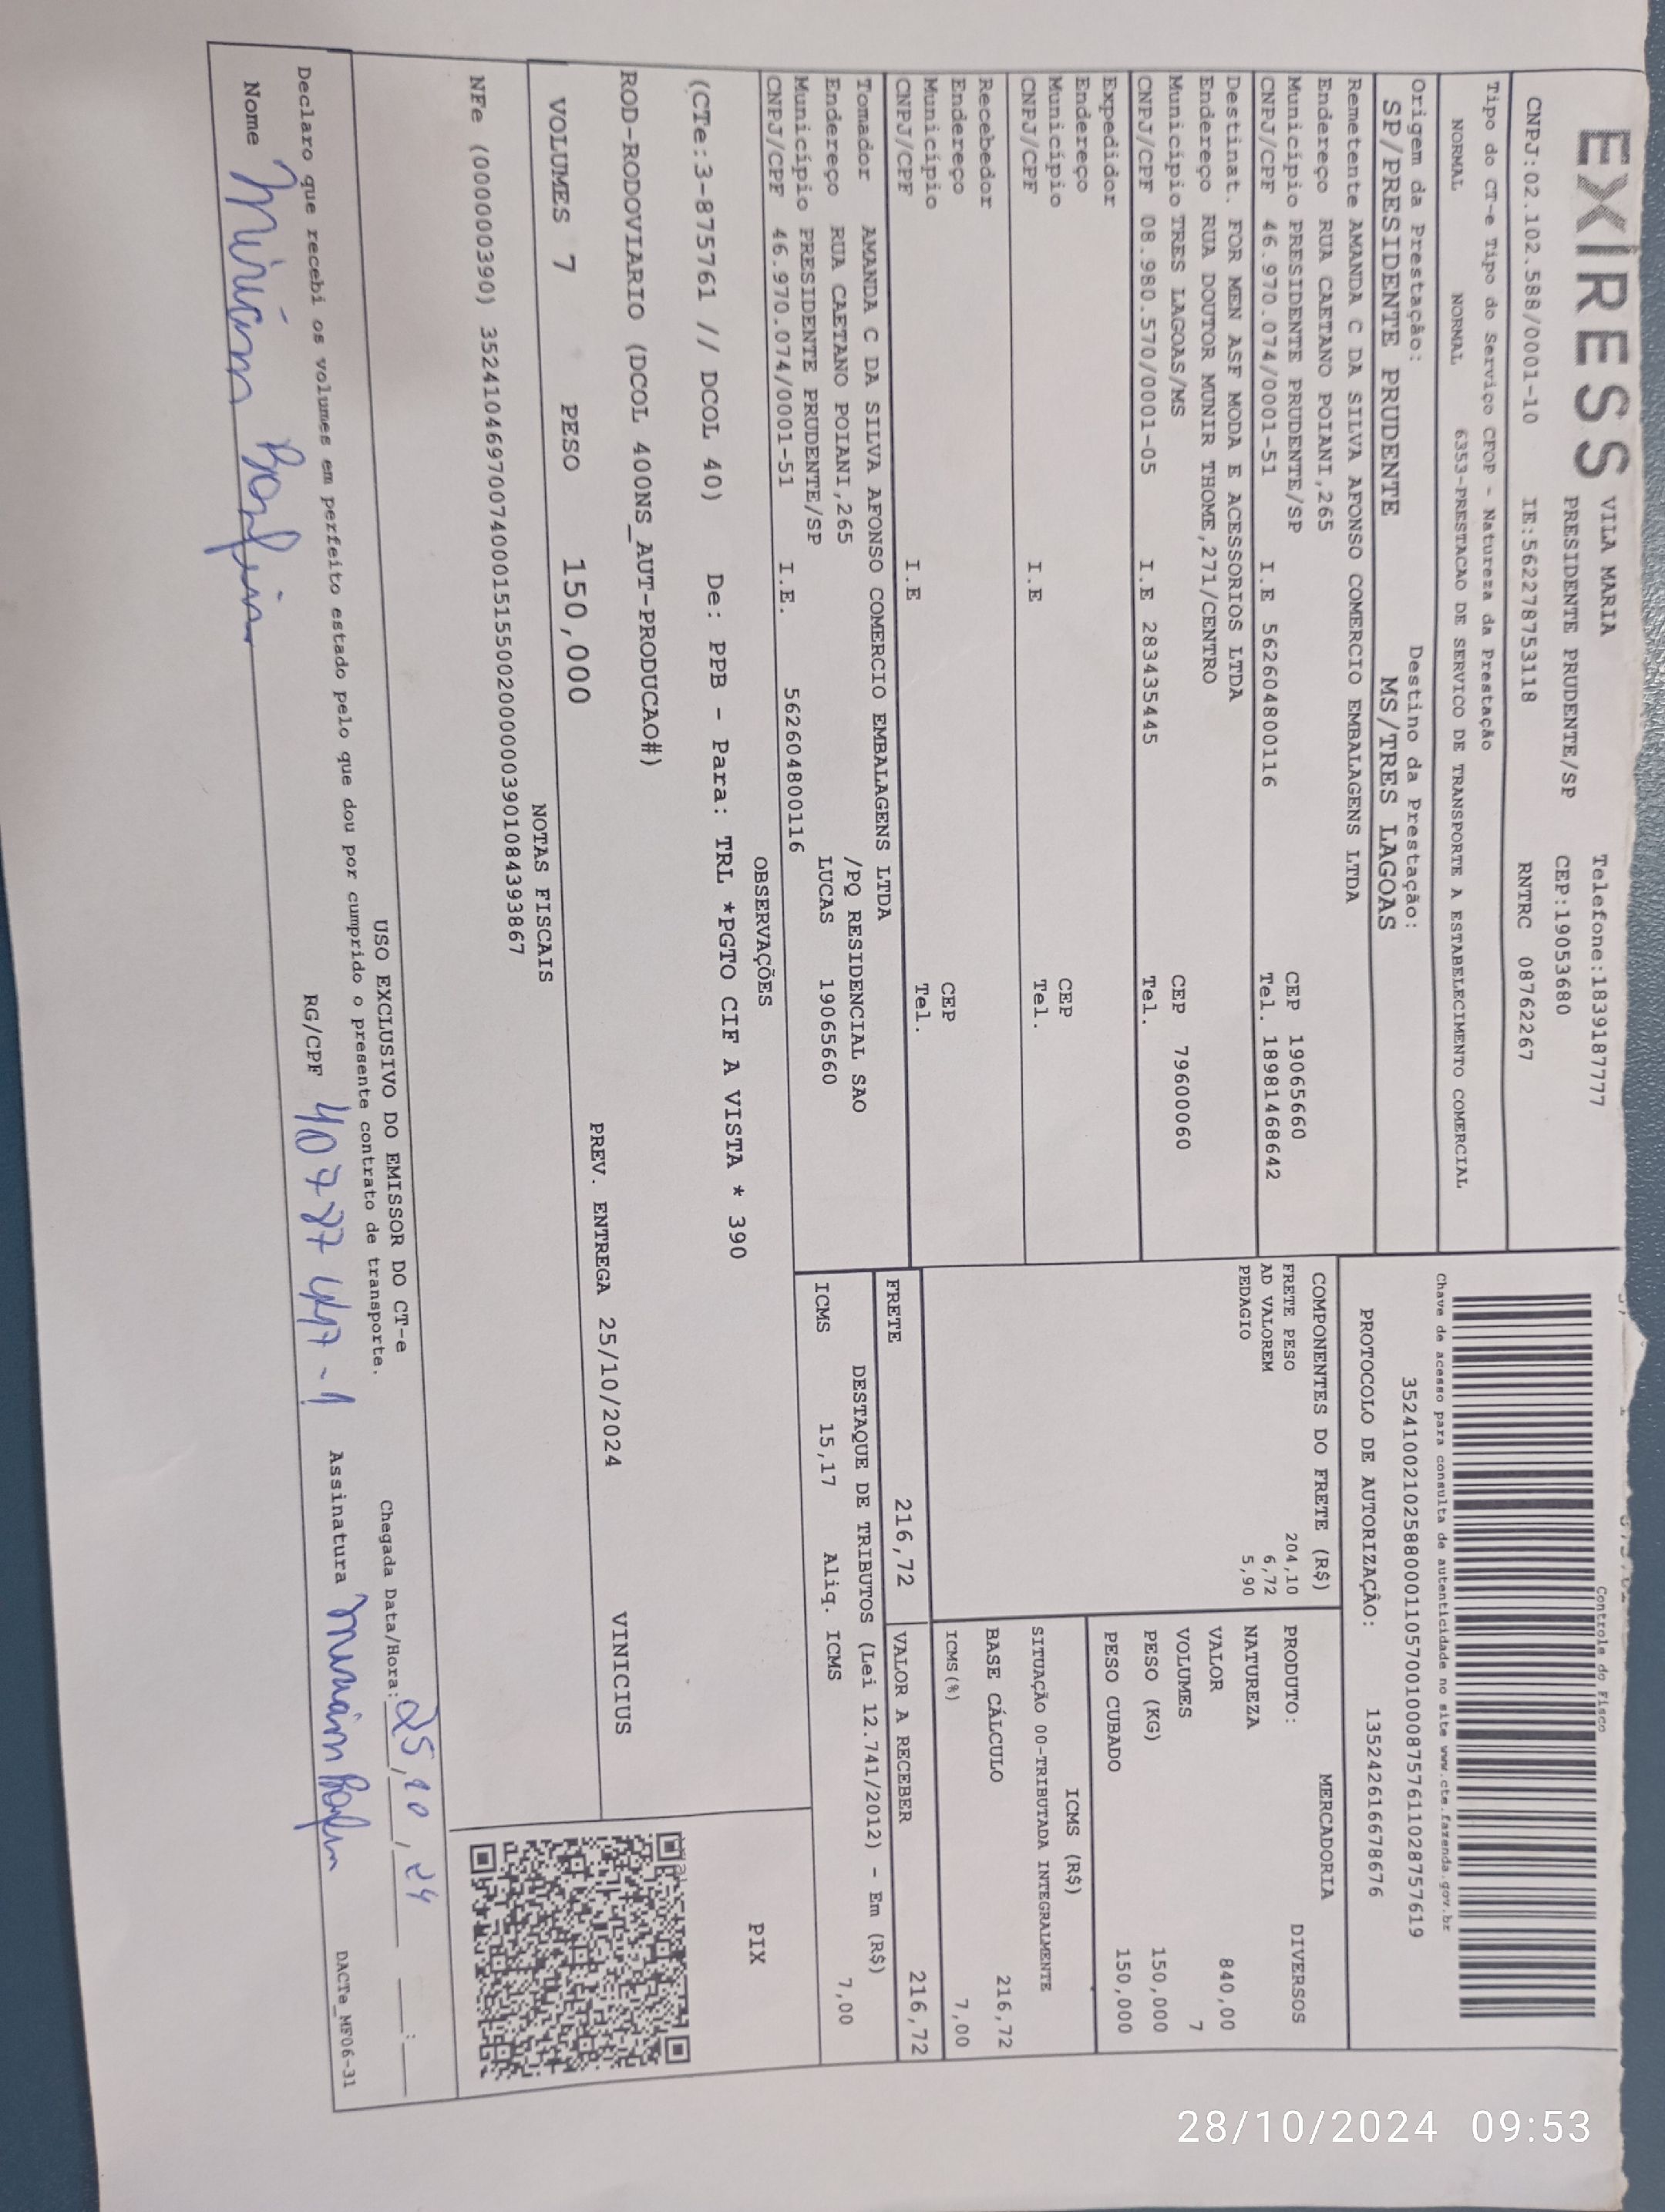 EXPRESS
VILA MARIA Telefone:1839187777
PRESIDENTE PRUDENTE/SP CEP:19053680
CNPJ:02.102.588/0001-10 IE:562278753118 RNTRC 08762267
Tipo do CT-e Tipo do Serviço CFOP - Natureza da Prestação
NORMAL NORMAL 6353-PRESTACAO DE SERVICO DE TRANSPORTE A ESTABELECIMENTO COMERCIAL
Origem da Prestação: Destino da Prestação:
SP/PRESIDENTE PRUDENTE MS/TRES LAGOAS
Controle do Fisco
Chave de acesso para consulta de autenticidade no site www.cte.fazenda.gov.br
35241002102588000110570010008757611028757619
PROTOCOLO DE AUTORIZAÇÃO: 135242616678676
Remetente AMANDA C DA SILVA AFONSO COMERCIO EMBALAGENS LTDA
Endereço RUA CAETANO POIANI,265
Município PRESIDENTE PRUDENTE/SP CEP 19065660
CNPJ/CPF 46.970.074/0001-51 I.E 562604800116 Tel. 18981468642
Destinat. FOR MEN ASF MODA E ACESSORIOS LTDA
Endereço RUA DOUTOR MUNIR THOME,271/CENTRO
Município TRES LAGOAS/MS CEP 79600060
CNPJ/CPF 08.980.570/0001-05 I.E 283435445 Tel.
Expedidor
Endereço
Município CEP
CNPJ/CPF I.E Tel.
Recebedor
Endereço
Município CEP
CNPJ/CPF I.E Tel.
Tomador AMANDA C DA SILVA AFONSO COMERCIO EMBALAGENS LTDA
Endereço RUA CAETANO POIANI,265 /PQ RESIDENCIAL SAO
Município PRESIDENTE PRUDENTE/SP LUCAS 19065660
CNPJ/CPF 46.970.074/0001-51 I.E. 562604800116
COMPONENTES DO FRETE (R$)
FRETE PESO 204,10
AD VALOREM 6,72
PEDAGIO 5,90
MERCADORIA
PRODUTO: DIVERSOS
NATUREZA
VALOR 840,00
VOLUMES 7
PESO (KG) 150,000
PESO CUBADO 150,000
ICMS (R$)
SITUAÇÃO 00-TRIBUTADA INTEGRALMENTE
BASE CÁLCULO 216,72
ICMS(%) 7,00
FRETE 216,72 VALOR A RECEBER 216,72
DESTAQUE DE TRIBUTOS (Lei 12.741/2012) - Em (R$)
ICMS 15,17 Aliq. ICMS 7,00
OBSERVAÇÕES
(CTe:3-875761 // DCOL 40) De: PPB - Para: TRL *PGTO CIF A VISTA * 390
ROD-RODOVIARIO (DCOL 400NS_AUT-PRODUCAO#)
PIX
VOLUMES 7 PESO 150,000 PREV. ENTREGA 25/10/2024 VINICIUS
NOTAS FISCAIS
NFe (000000390) 35241046970074000151550020000003901084393867
USO EXCLUSIVO DO EMISSOR DO CT-e
Declaro que recebi os volumes em perfeito estado pelo que dou por cumprido o presente contrato de transporte.
Chegada Data/Hora: 25/10/24 __:__
Nome Miriam Bonfim RG/CPF Assinatura Miriam Bonfim
DACTe_MF06-31
28/10/2024 09:53